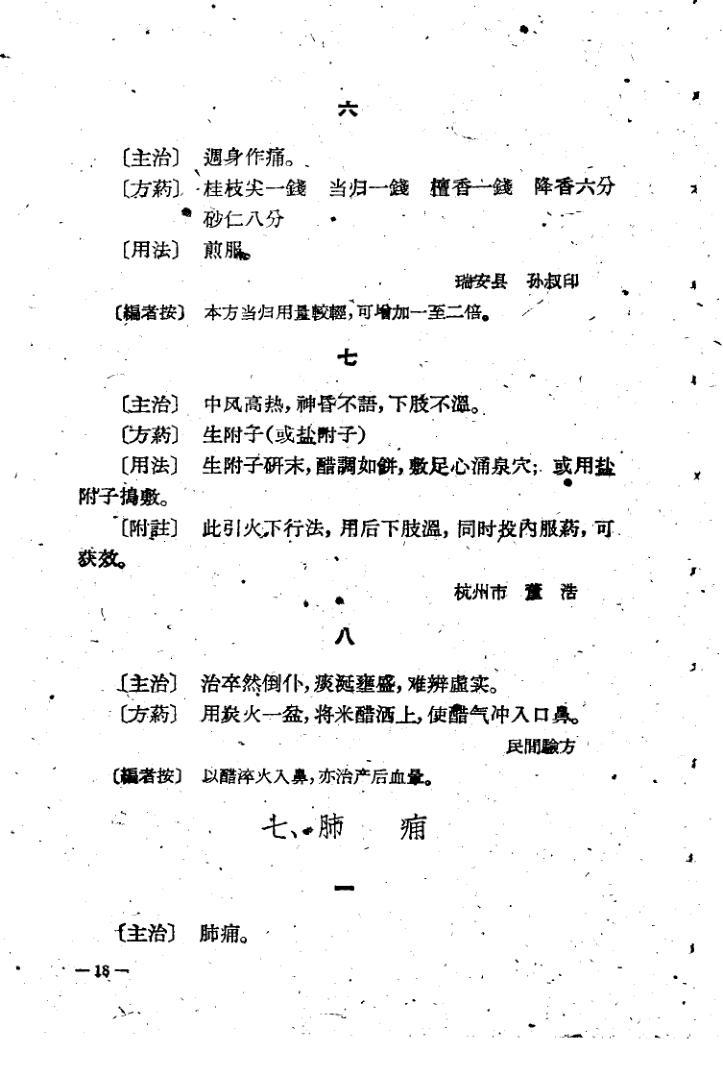 六
〔主治〕 週身作痛。
〔方葯〕 桂枝尖一錢 当归一錢 檀香一錢 降香六分
砂仁八分
〔用法〕 煎服。
瑞安县 孙叔印
〔編者按〕 本方当归用量較輕，可增加一至二倍。
七
〔主治〕 中风高热，神昏不語，下肢不溫。
〔方葯〕 生附子（或盐附子）
〔用法〕 生附子研末，醋調如餅，敷足心涌泉穴；或用盐
附子搗敷。
〔附註〕 此引火下行法，用后下肢溫，同时投內服葯，可
获效。
杭州市 董 浩
八
〔主治〕 治卒然倒仆，痰涎壅盛，难辨虛实。
〔方葯〕 用炭火一盆，将米醋洒上，使醋气冲入口鼻。
民間驗方
〔編者按〕 以醋淬火入鼻，亦治产后血暈。
七、肺 痈
一
〔主治〕 肺痈。
—18—